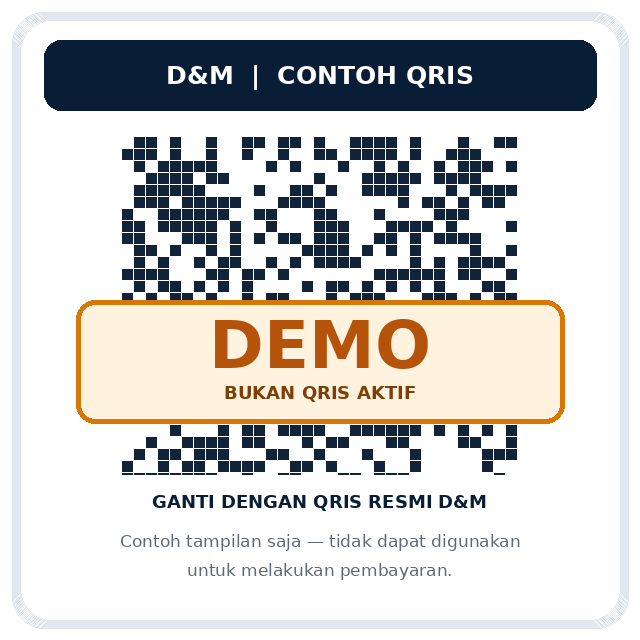 D&M | CONTOH QRIS
DEMO
BUKAN QRIS AKTIF
GANTI DENGAN QRIS RESMI D&M
Contoh tampilan saja — tidak dapat digunakan
untuk melakukan pembayaran.